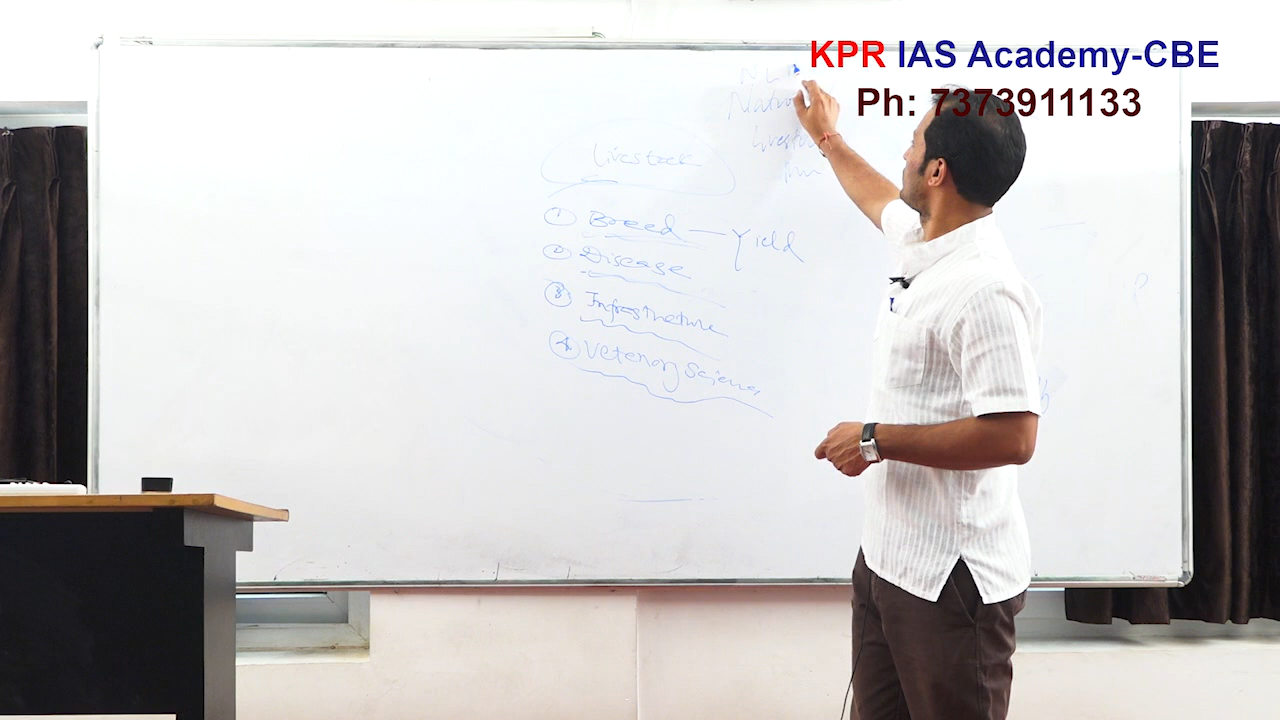 KPR IAS Academy-CBE
Ph: 7373911133
Livestock
① Breed — Yield
② Disease
③ Infrastructure
④ Veterinary Science